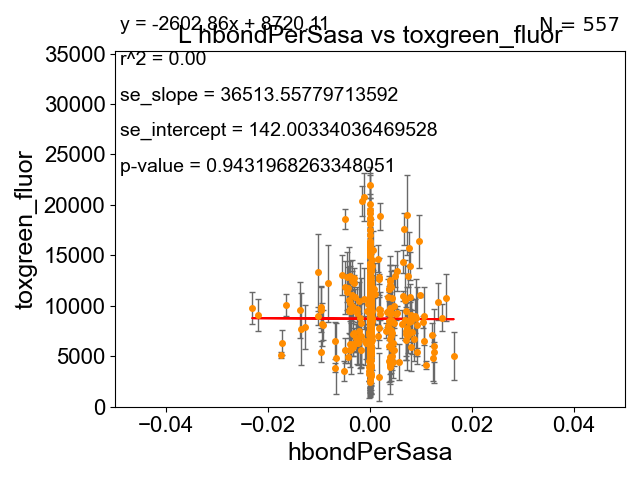 y = -2602.86x + 8720.11
N = 557
L hbondPerSasa vs toxgreen_fluor
r^2 = 0.00
se_slope = 36513.55779713592
se_intercept = 142.00334036469528
p-value = 0.9431968263348051
35000
30000
25000
20000
15000
10000
5000
0
toxgreen_fluor
−0.04 −0.02 0.00 0.02 0.04
hbondPerSasa